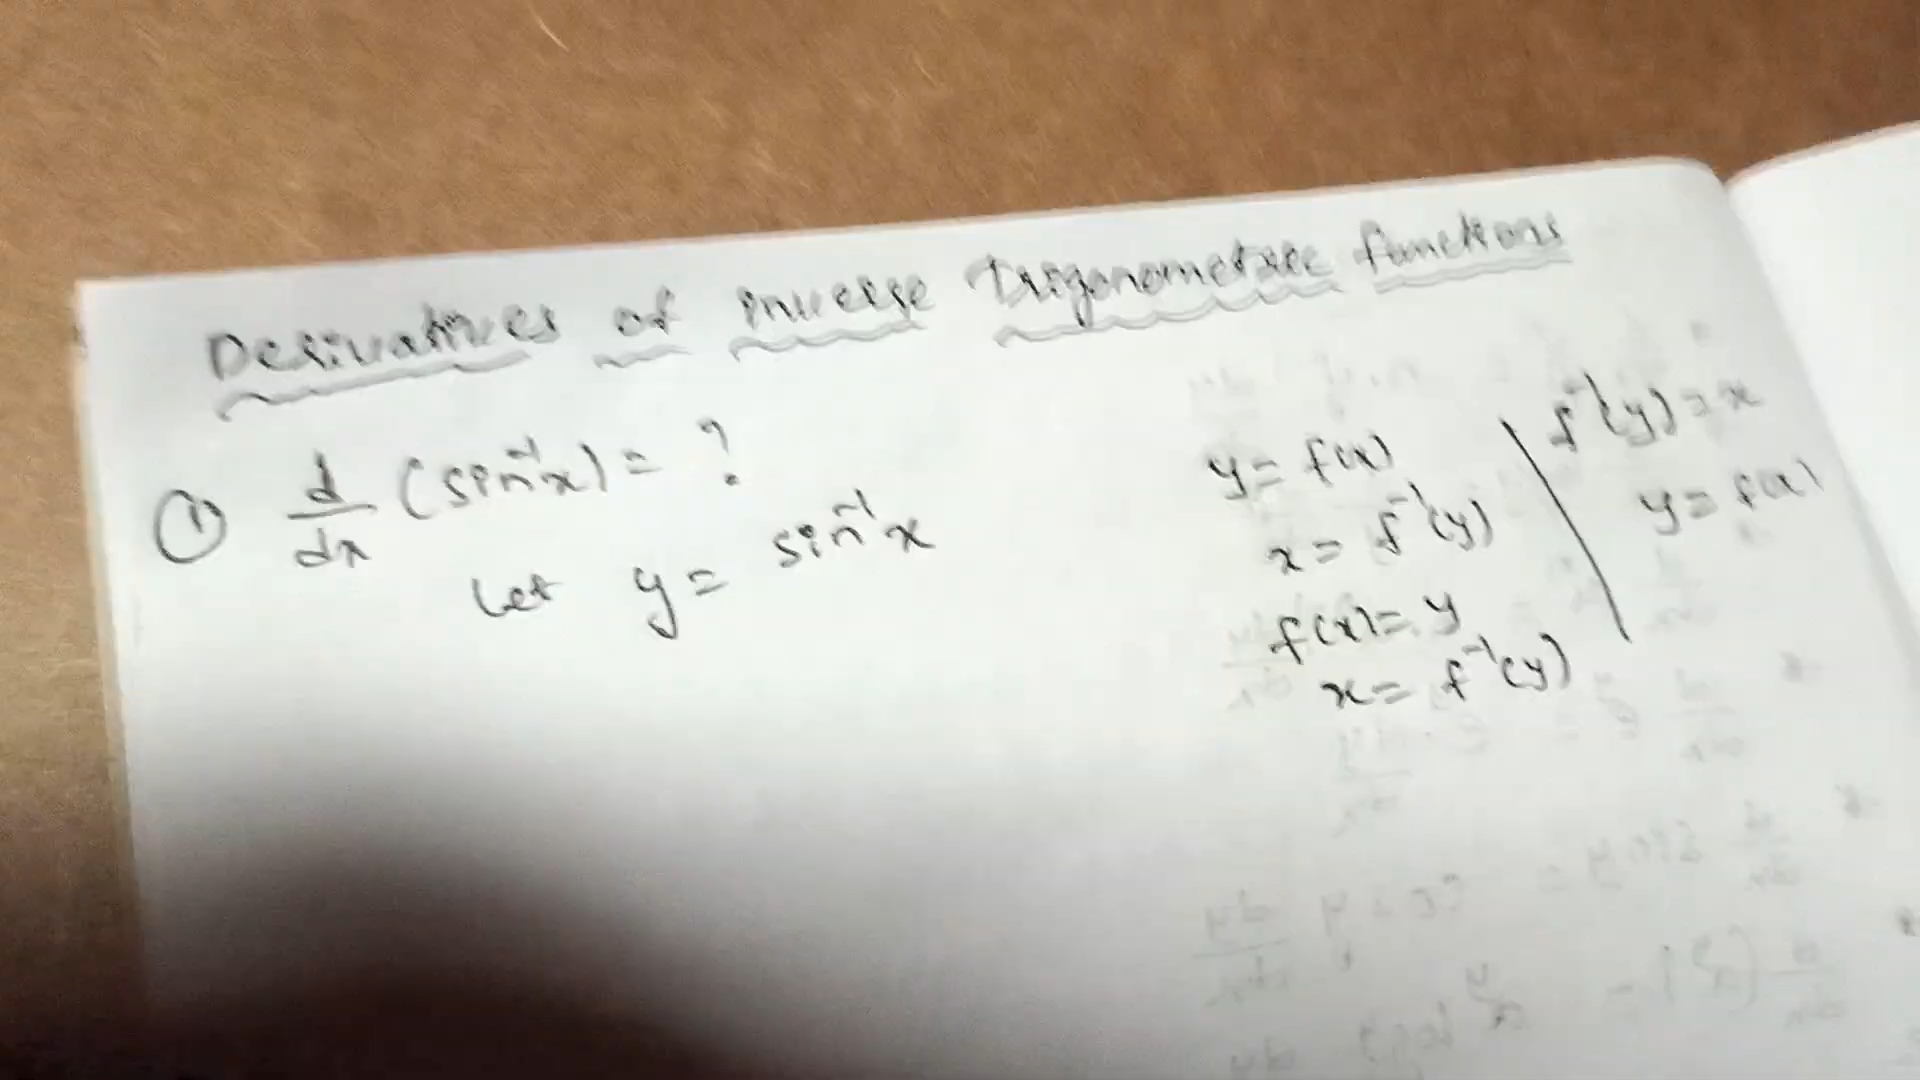 Derivatives of inverse Trigonometric functions
① d/dx (sin⁻¹x) = ?
Let y = sin⁻¹x
y = f(x)
x = f⁻¹(y)
f(x) = y
x = f⁻¹(y)
f⁻¹(y) = x
y = f(x)